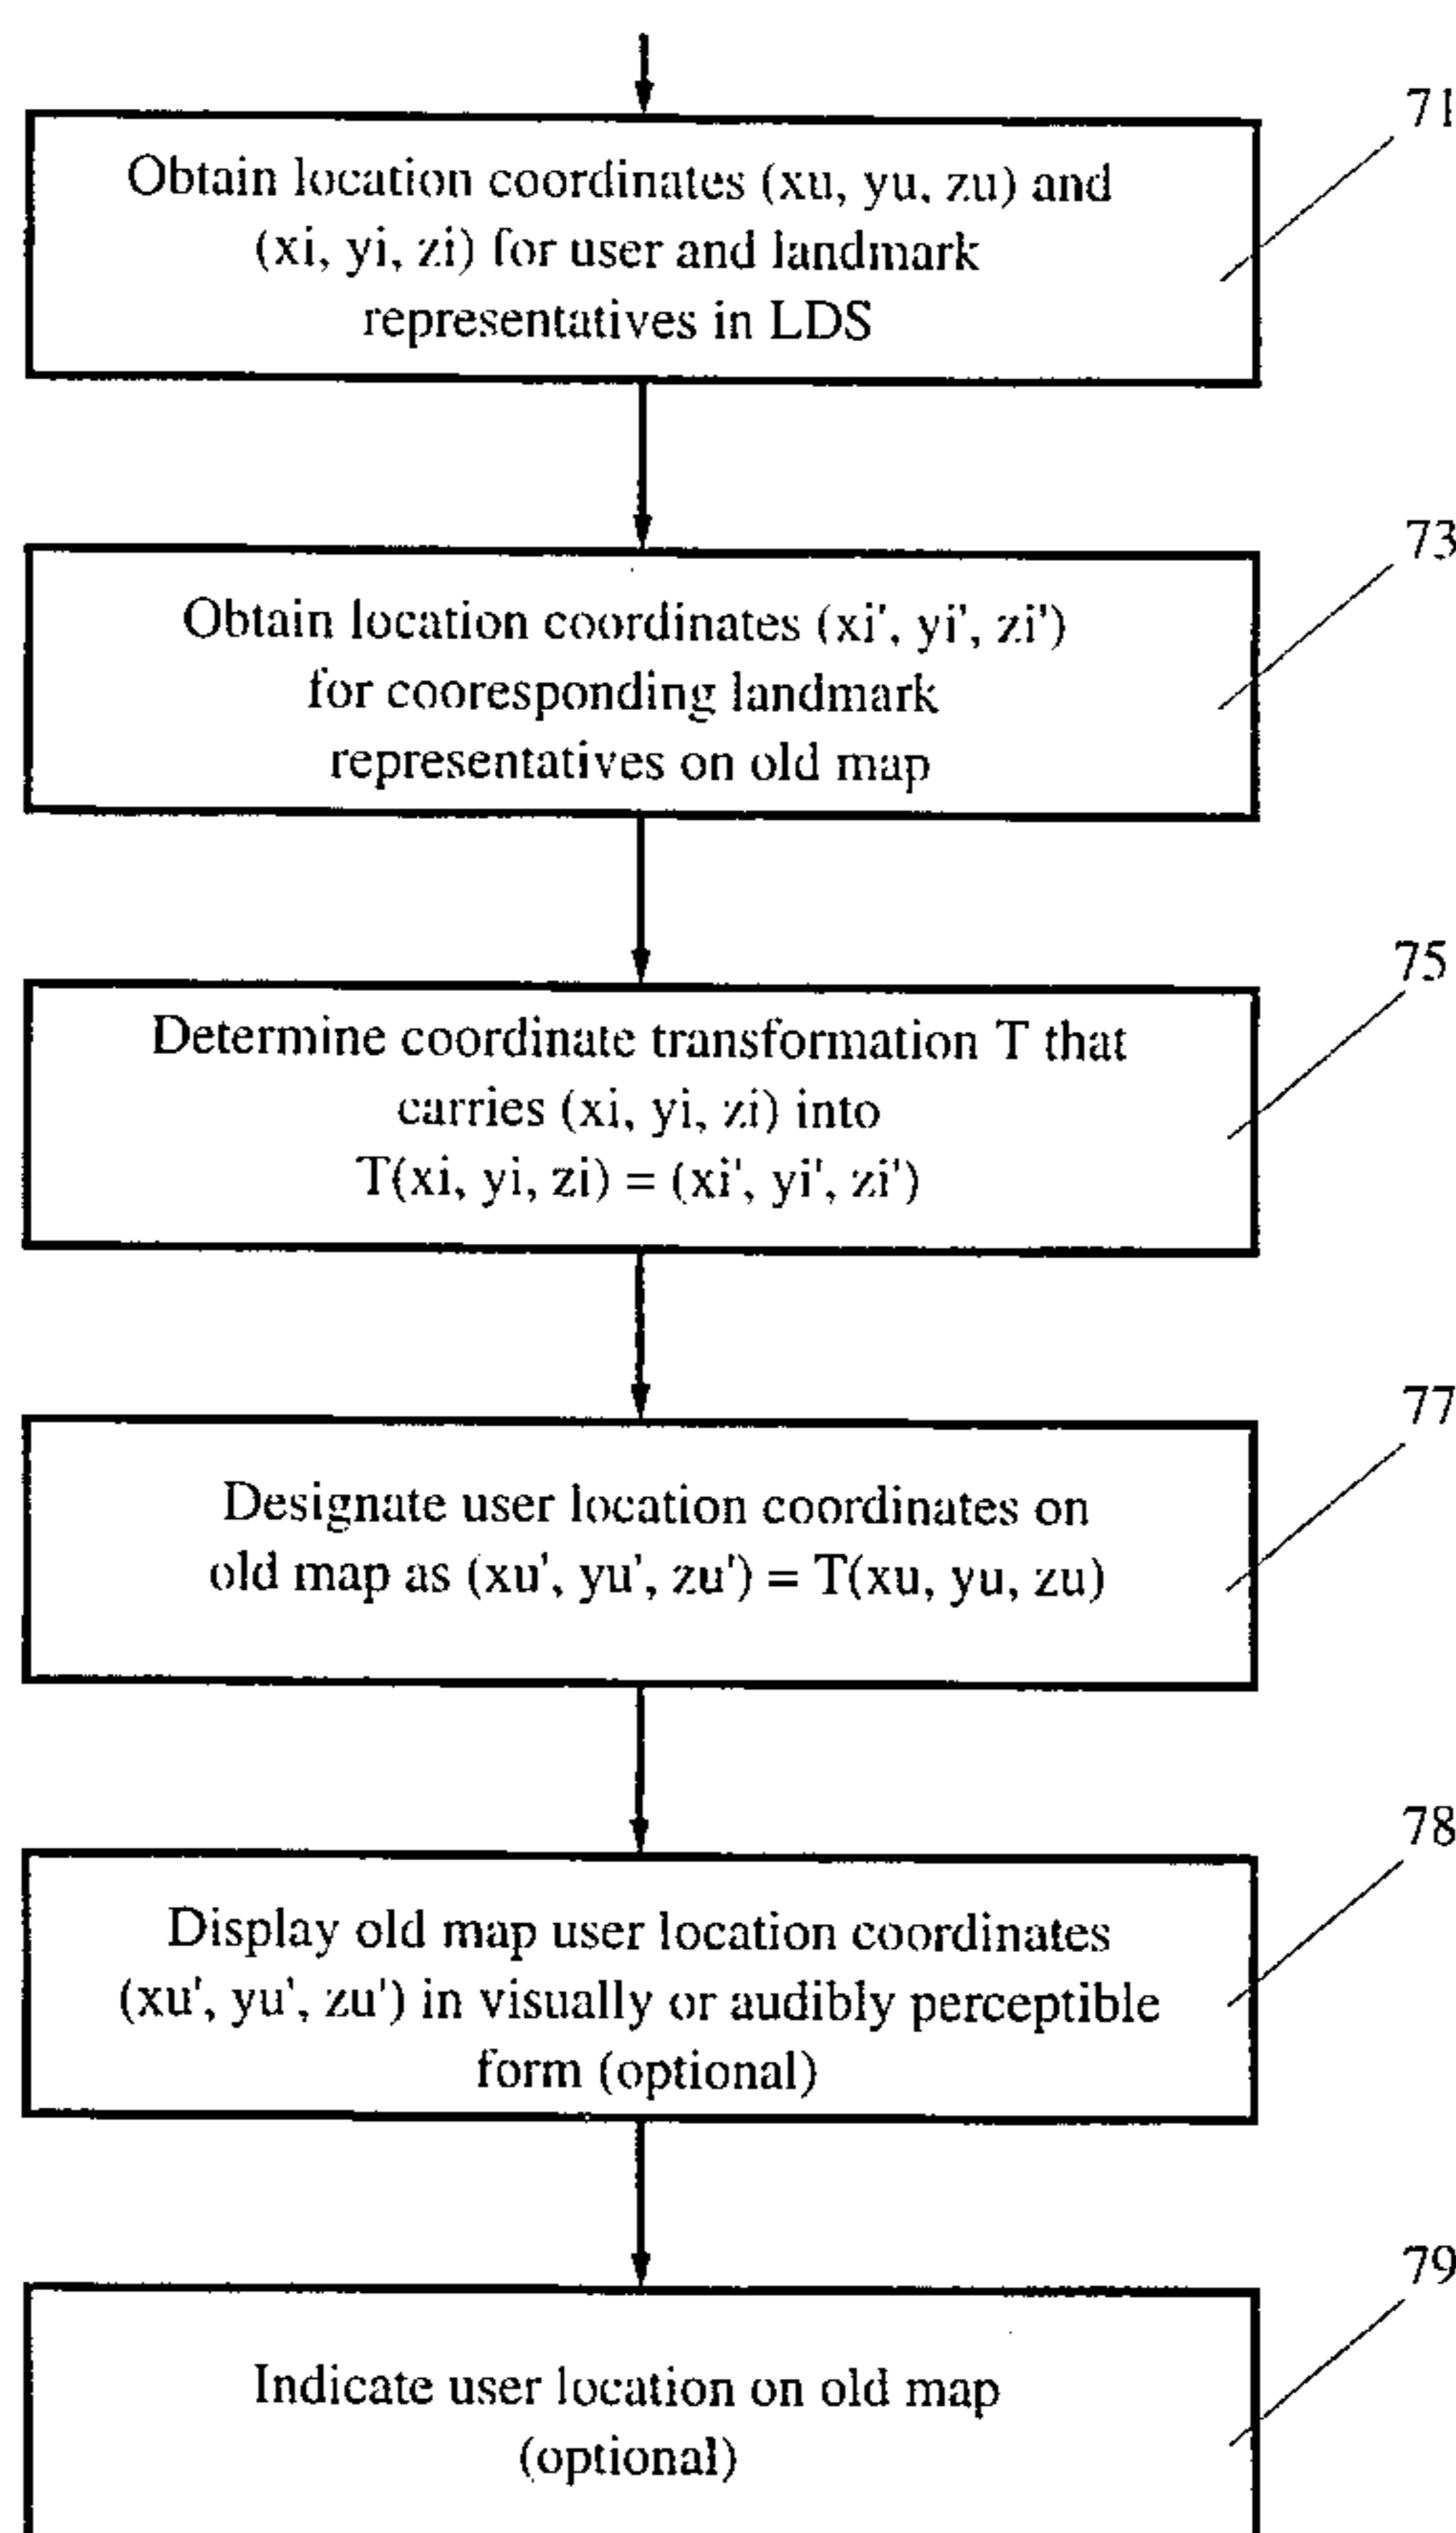 71
Obtain location coordinates (xu, yu, zu) and
(xi, yi, zi) for user and landmark
representatives in LDS
73
Obtain location coordinates (xi', yi', zi')
for cooresponding landmark
representatives on old map
75
Determine coordinate transformation T that
carries (xi, yi, zi) into
T(xi, yi, zi) = (xi', yi', zi')
77
Designate user location coordinates on
old map as (xu', yu', zu') = T(xu, yu, zu)
78
Display old map user location coordinates
(xu', yu', zu') in visually or audibly perceptible
form (optional)
79
Indicate user location on old map
(optional)